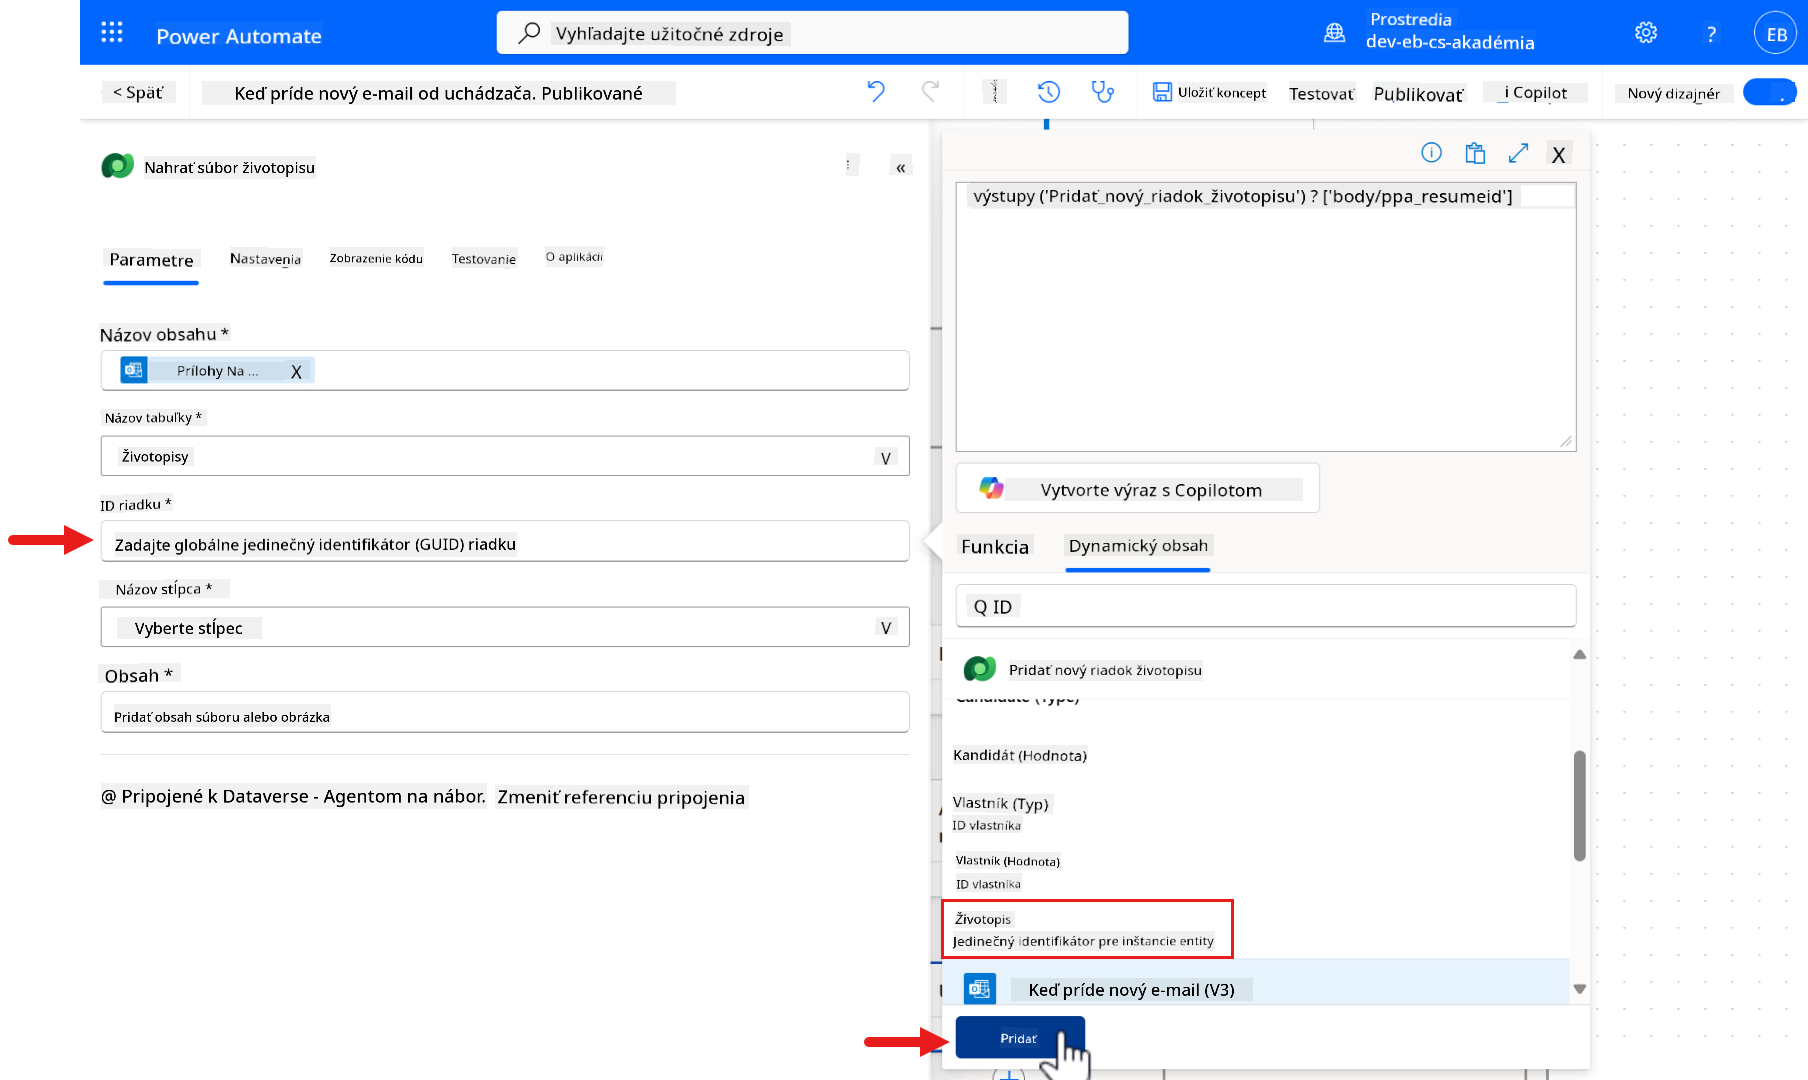 Power Automate
Vyhľadajte užitočné zdroje
Prostredia
dev-eb-cs-akadémia
?
EB
< Späť
Keď príde nový e-mail od uchádzača. Publikované
Uložiť koncept
Testovať
Publikovať
i Copilot
Nový dizajnér
Nahrať súbor životopisu
«
Parametre
Nastavenia
Zobrazenie kódu
Testovanie
O aplikácii
Názov obsahu *
Prílohy Na ...
X
Názov tabuľky *
Životopisy
V
ID riadku *
Zadajte globálne jedinečný identifikátor (GUID) riadku
Názov stĺpca *
Vyberte stĺpec
V
Obsah *
Pridať obsah súboru alebo obrázka
@ Pripojené k Dataverse - Agentom na nábor. Zmeniť referenciu pripojenia
X
výstupy ('Pridať_nový_riadok_životopisu') ? ['body/ppa_resumeid']
Vytvorte výraz s Copilotom
Funkcia
Dynamický obsah
Q ID
Pridať nový riadok životopisu
Candidate (Type)
Kandidát (Hodnota)
Vlastník (Typ)
ID vlastníka
Vlastník (Hodnota)
ID vlastníka
Životopis
Jedinečný identifikátor pre inštancie entity
Keď príde nový e-mail (V3)
Pridať